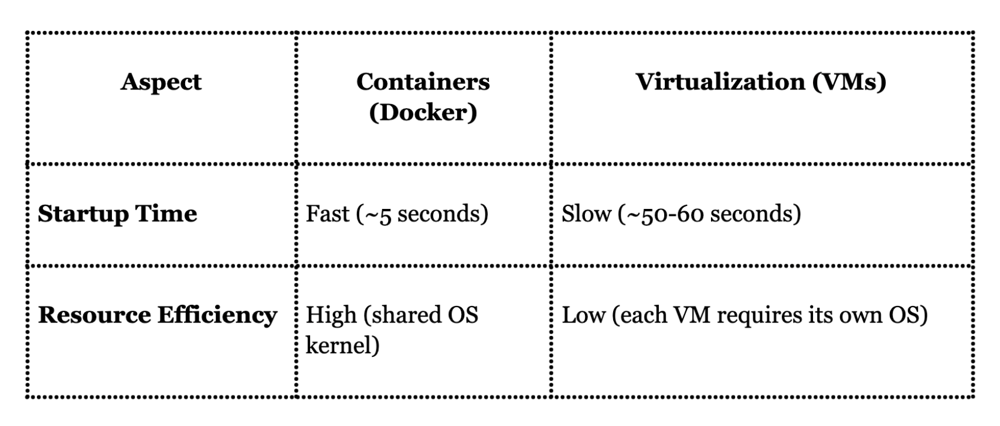 Aspect
Containers
(Docker)
Virtualization (VMs)
Startup Time
Fast (~5 seconds)
Slow (~50-60 seconds)
Resource Efficiency
High (shared OS
kernel)
Low (each VM requires its own OS)